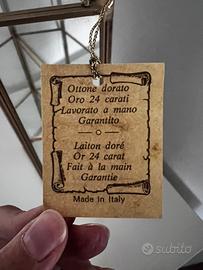 Ottone dorato
Oro 24 carati
Lavorato a mano
Garantito
Laiton doré
Or 24 carat
Fait à la main
Garantie
Made In Italy
subito